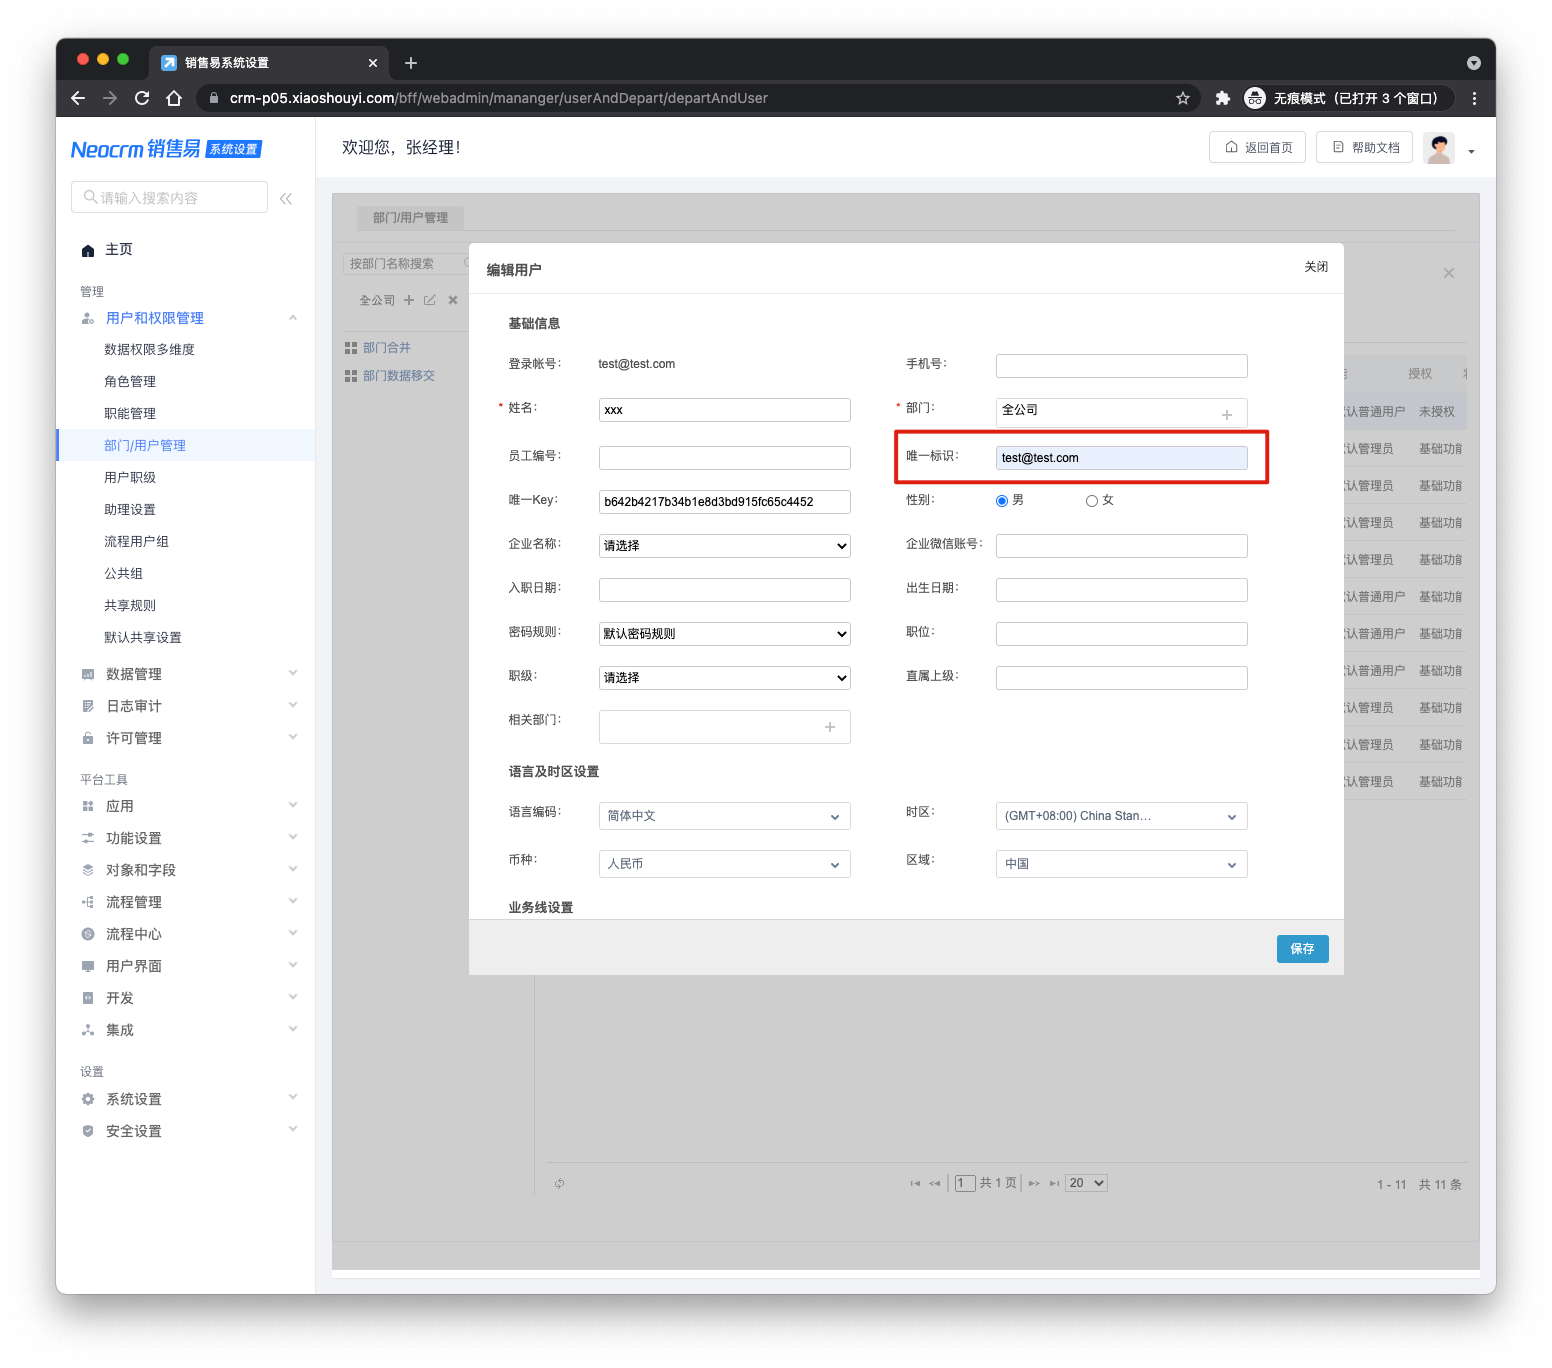 销售易系统设置
crm-p05.xiaoshouyi.com/bff/webadmin/mananger/userAndDepart/departAndUser
无痕模式（已打开 3 个窗口）
Neocrm 销售易 系统设置
欢迎您，张经理！
返回首页
帮助文档
请输入搜索内容
主页
管理
用户和权限管理
数据权限多维度
角色管理
职能管理
部门/用户管理
用户职级
助理设置
流程用户组
公共组
共享规则
默认共享设置
数据管理
日志审计
许可管理
平台工具
应用
功能设置
对象和字段
流程管理
流程中心
用户界面
开发
集成
设置
系统设置
安全设置
部门/用户管理
按部门名称搜索
全公司
部门合并
部门数据移交
编辑用户
关闭
基础信息
登录帐号： test@test.com
手机号：
* 姓名： xxx
* 部门： 全公司
员工编号：
唯一标识： test@test.com
唯一Key： b642b4217b34b1e8d3bd915fc65c4452
性别： 男 女
企业名称： 请选择
企业微信账号：
入职日期：
出生日期：
密码规则： 默认密码规则
职位：
职级： 请选择
直属上级：
相关部门：
语言及时区设置
语言编码： 简体中文
时区： (GMT+08:00) China Stan...
币种： 人民币
区域： 中国
业务线设置
保存
授权
认普通用户 未授权
认管理员 基础功能
认管理员 基础功能
认管理员 基础功能
认管理员 基础功能
认普通用户 基础功能
认普通用户 基础功能
认普通用户 基础功能
认管理员 基础功能
认管理员 基础功能
认管理员 基础功能
1 共 1 页 20
1 - 11 共 11 条